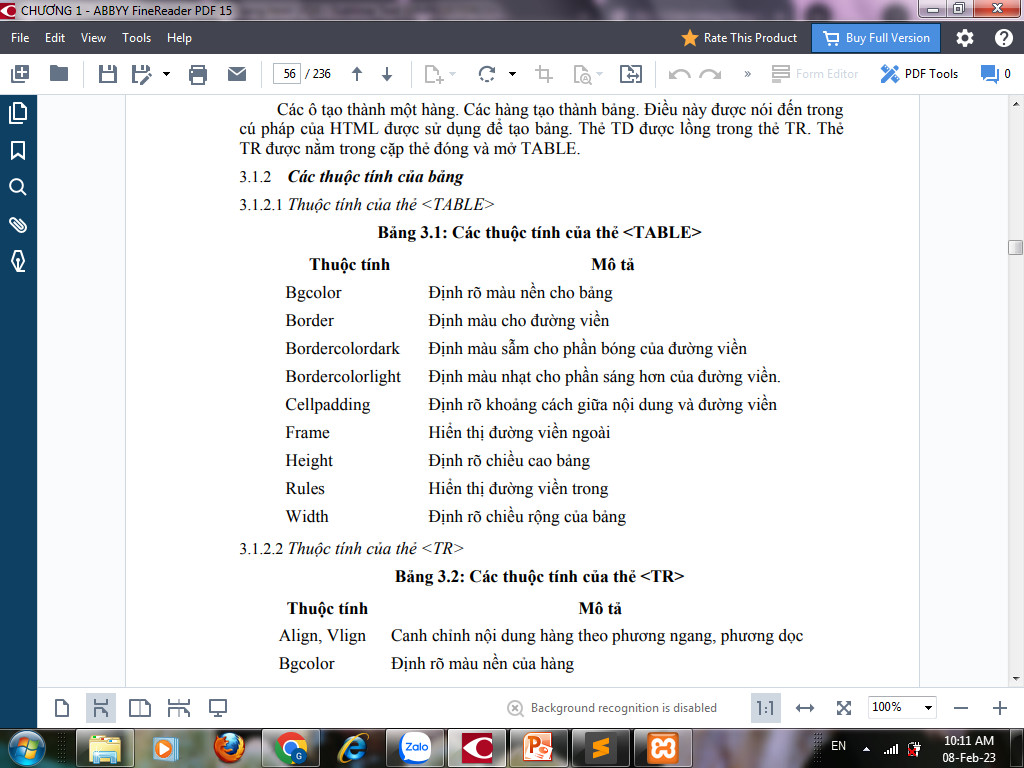 CHƯƠNG 1 - ABBYY FineReader PDF 15
File Edit View Tools Help Rate This Product Buy Full Version
56 / 236 » Form Editor PDF Tools 0
Các ô tạo thành một hàng. Các hàng tạo thành bảng. Điều này được nói đến trong
cú pháp của HTML được sử dụng để tạo bảng. Thẻ TD được lồng trong thẻ TR. Thẻ
TR được nằm trong cặp thẻ đóng và mở TABLE.
3.1.2 Các thuộc tính của bảng
3.1.2.1 Thuộc tính của thẻ <TABLE>
Bảng 3.1: Các thuộc tính của thẻ <TABLE>
Thuộc tính Mô tả
Bgcolor Định rõ màu nền cho bảng
Border Định màu cho đường viền
Bordercolordark Định màu sẫm cho phần bóng của đường viền
Bordercolorlight Định màu nhạt cho phần sáng hơn của đường viền.
Cellpadding Định rõ khoảng cách giữa nội dung và đường viền
Frame Hiển thị đường viền ngoài
Height Định rõ chiều cao bảng
Rules Hiển thị đường viền trong
Width Định rõ chiều rộng của bảng
3.1.2.2 Thuộc tính của thẻ <TR>
Bảng 3.2: Các thuộc tính của thẻ <TR>
Thuộc tính Mô tả
Align, Vlign Canh chỉnh nội dung hàng theo phương ngang, phương dọc
Bgcolor Định rõ màu nền của hàng
Background recognition is disabled 1:1 100%
Zalo G EN 10:11 AM
08-Feb-23